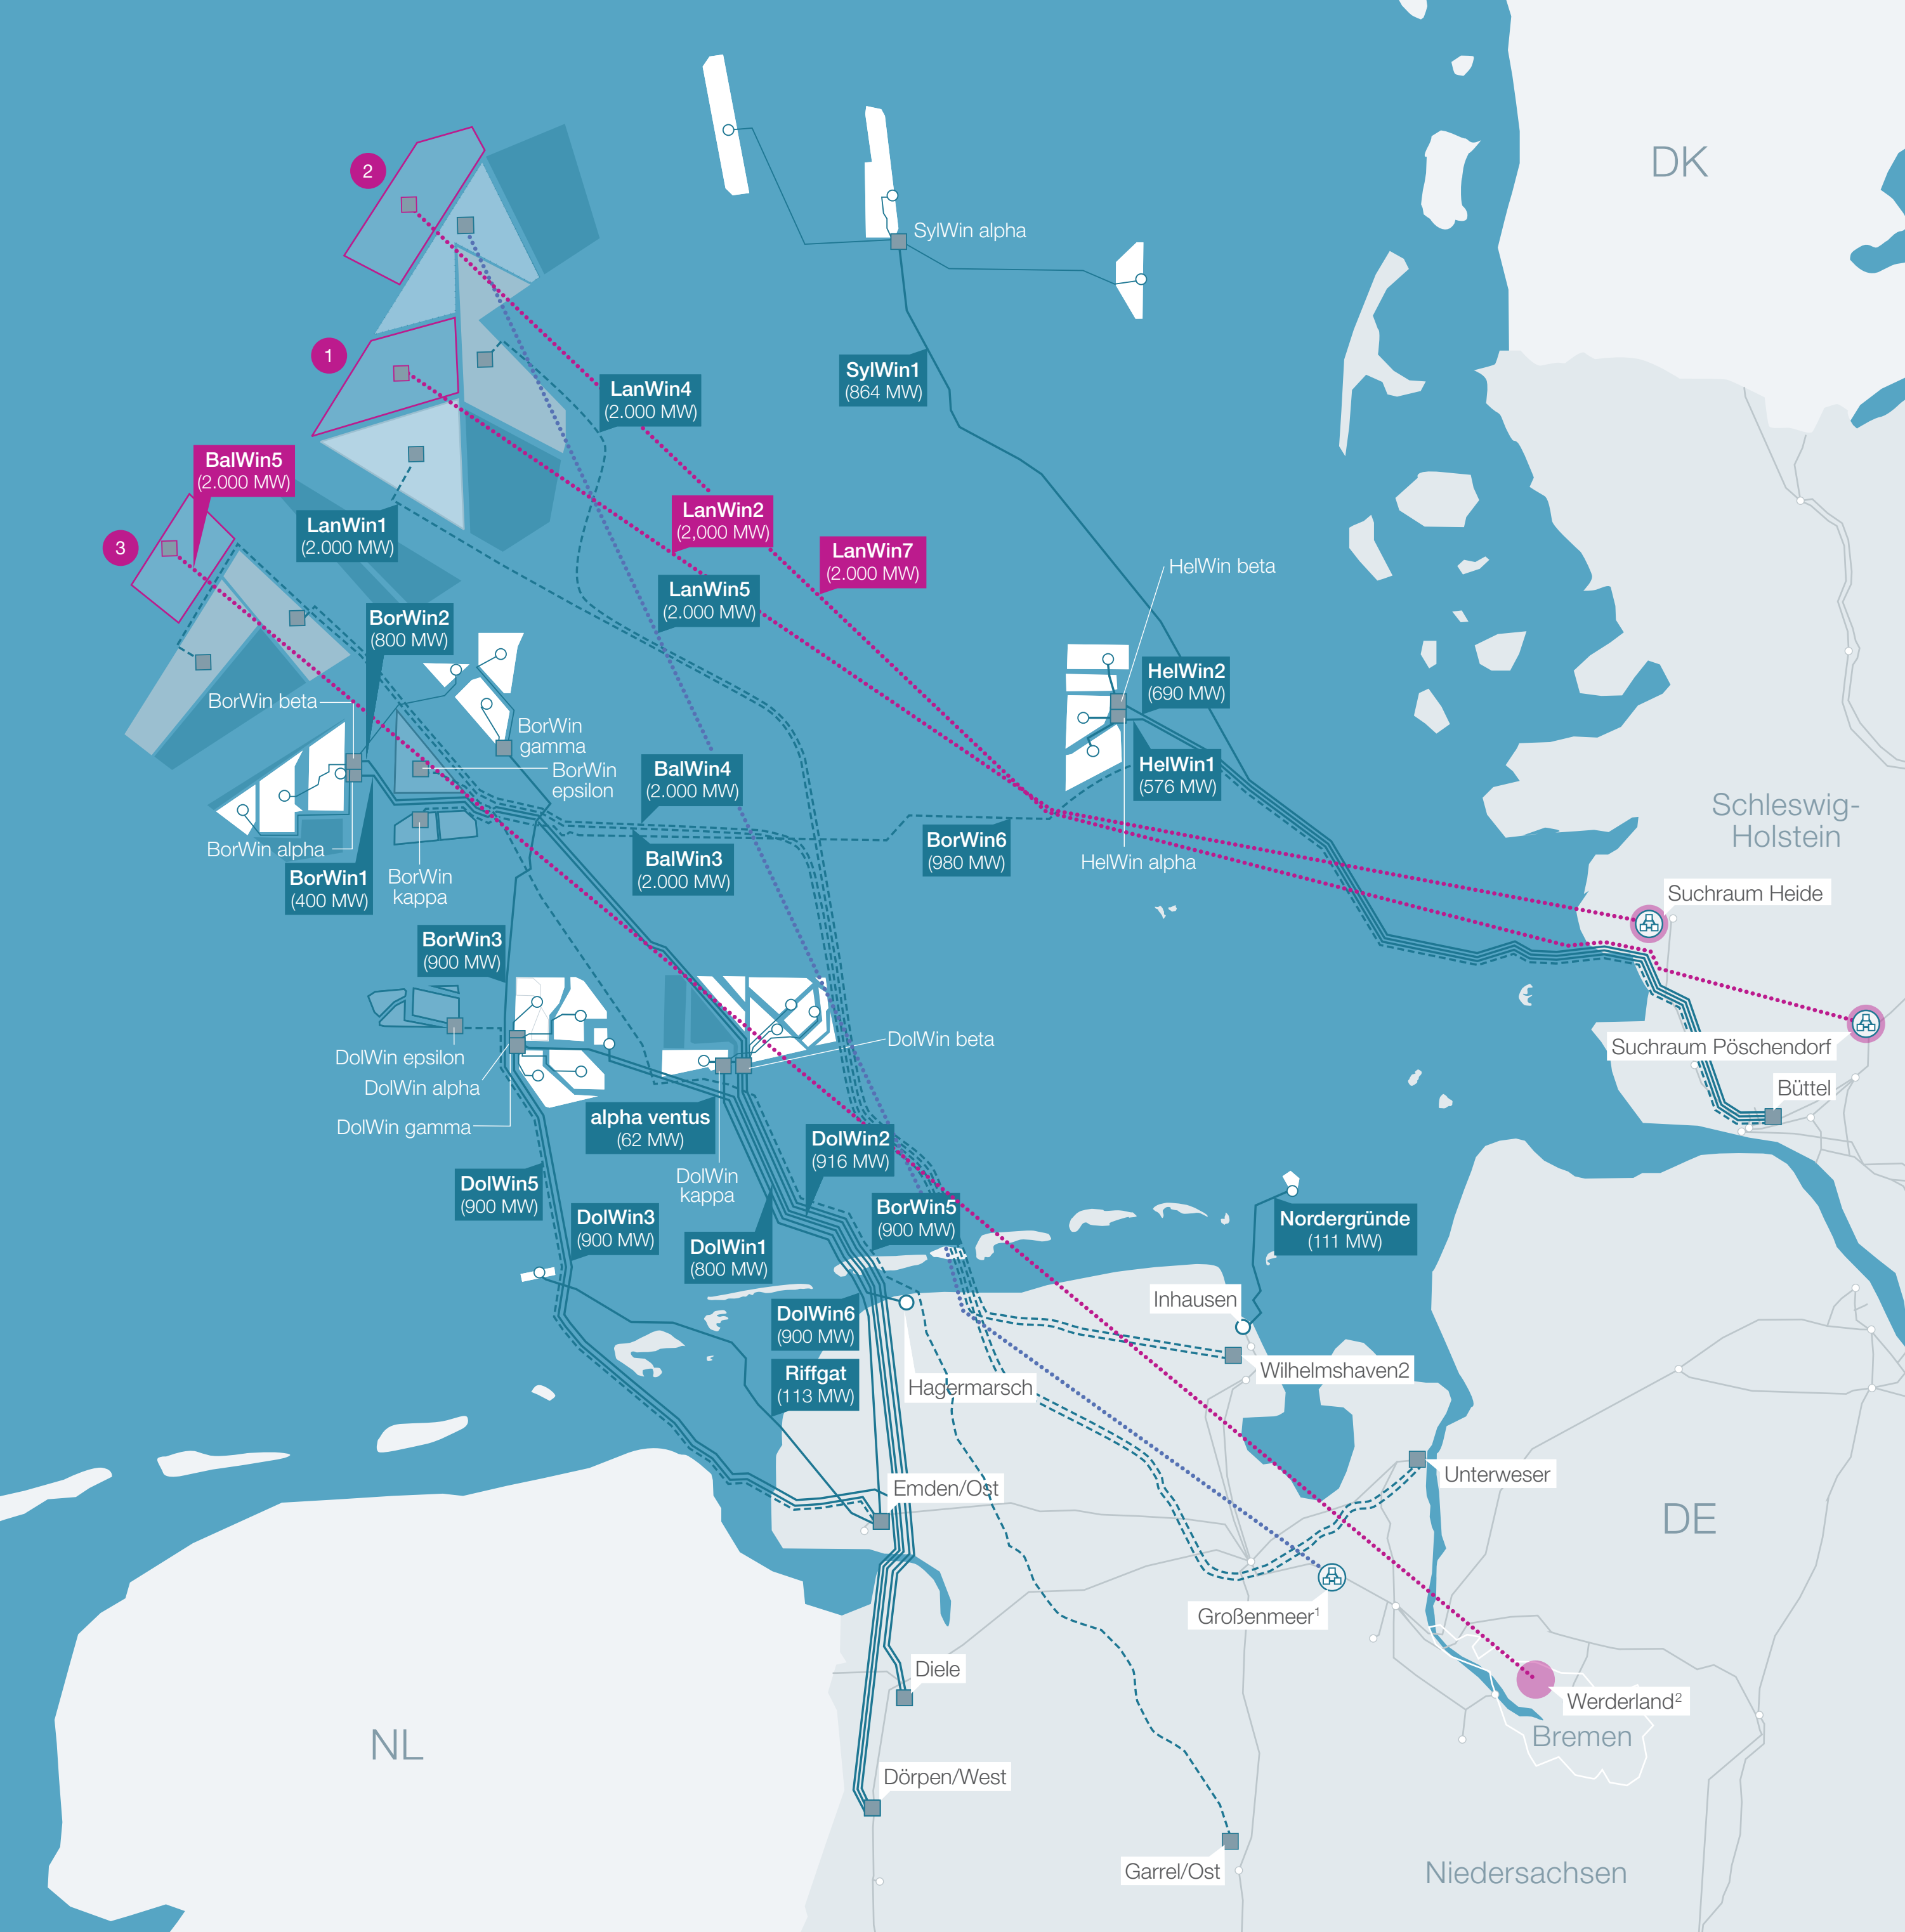 DK
2
SylWin alpha
1
SylWin1
(864 MW)
LanWin4
(2.000 MW)
BalWin5
(2.000 MW)
LanWin2
(2,000 MW)
LanWin1
(2.000 MW)
3
LanWin7
(2.000 MW)
HelWin beta
LanWin5
(2.000 MW)
BorWin2
(800 MW)
HelWin2
(690 MW)
BorWin beta
BorWin
gamma
BorWin
epsilon
BalWin4
(2.000 MW)
HelWin1
(576 MW)
Schleswig-
Holstein
BorWin alpha
BorWin6
(980 MW)
BalWin3
(2.000 MW)
HelWin alpha
BorWin1
(400 MW)
BorWin
kappa
Suchraum Heide
BorWin3
(900 MW)
DolWin beta
Suchraum Pöschendorf
DolWin epsilon
DolWin alpha
Büttel
DolWin gamma
alpha ventus
(62 MW)
DolWin2
(916 MW)
DolWin
kappa
DolWin5
(900 MW)
DolWin3
(900 MW)
BorWin5
(900 MW)
Nordergründe
(111 MW)
DolWin1
(800 MW)
Inhausen
DolWin6
(900 MW)
Wilhelmshaven2
Riffgat
(113 MW)
Hagermarsch
Unterweser
Emden/Ost
DE
Großenmeer1
Diele
Werderland2
Bremen
NL
Dörpen/West
Garrel/Ost
Niedersachsen